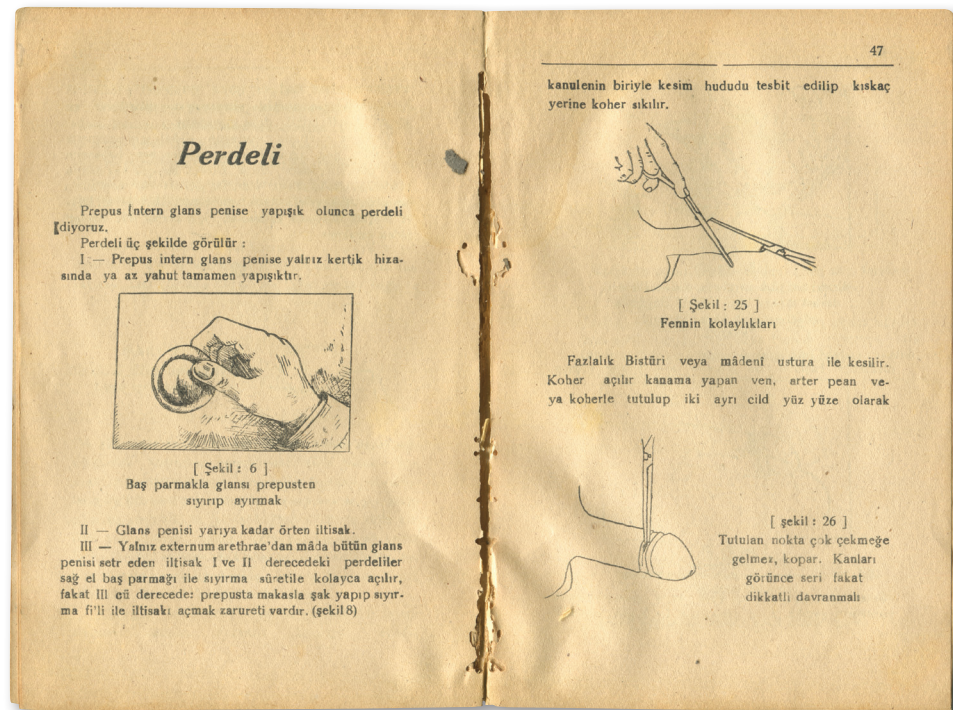 Perdeli
Prepus intern glans penise yapışık olunca perdeli
diyoruz.
Perdeli üç şekilde görülür :
I — Prepus intern glans penise yalnız kertik hiza-
sında ya az yahut tamamen yapışıktır.
[ Şekil : 6 ]
Baş parmakla glansı prepusten
sıyırıp ayırmak
II — Glans penisi yarıya kadar örten iltisak.
III — Yalnız externum arethrae'dan mâda bütün glans
penisi setr eden iltisak I ve II derecedeki perdeliler
sağ el baş parmağı ile sıyırma sûretile kolayca açılır,
fakat III cü derecede: prepusta makasla şak yapıp sıyır-
ma fi'li ile iltisakı açmak zarureti vardır. (şekil 8)
47
kanulenin biriyle kesim hududu tesbit edilip kıskaç
yerine koher sıkılır.
[ Şekil : 25 ]
Fennin kolaylıkları
Fazlalık Bistüri veya mâdenî ustura ile kesilir.
Koher açılır kanama yapan ven, arter pean ve-
ya koherle tutulup iki ayrı cild yüz yüze olarak
[ şekil : 26 ]
Tutulan nokta çok çekmeğe
gelmez, kopar. Kanları
görünce seri fakat
dikkatli davranmalı